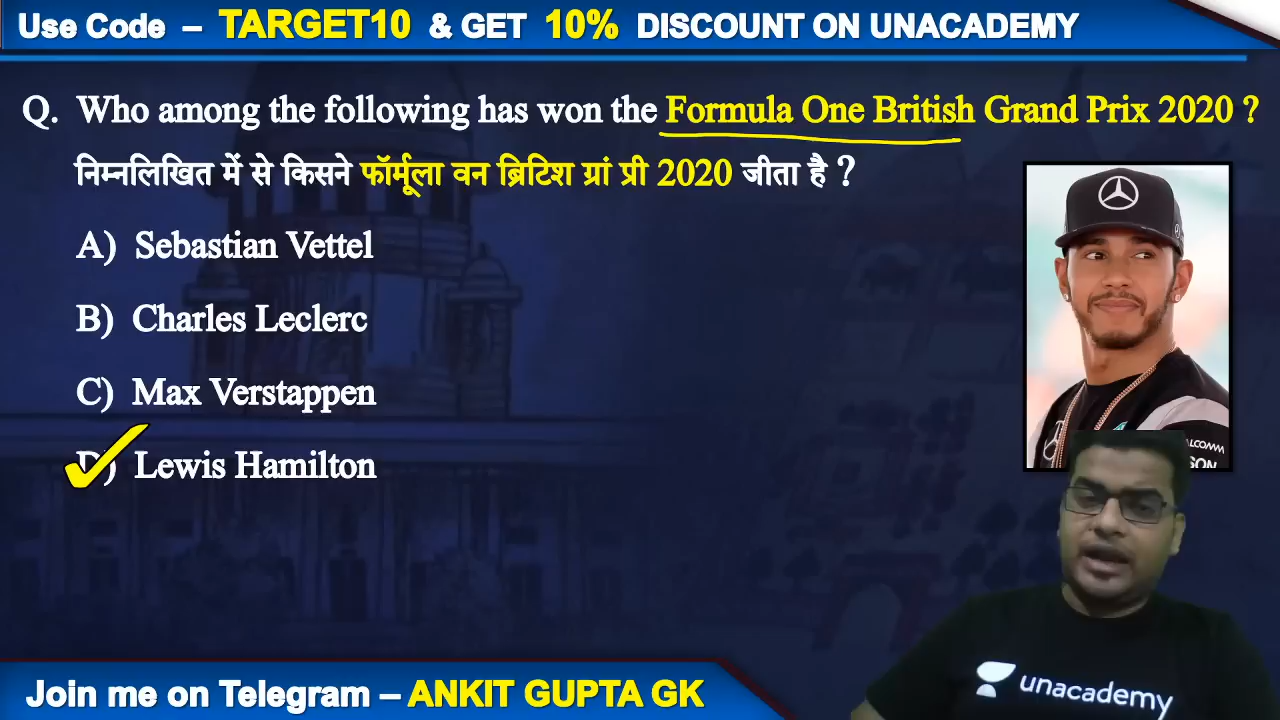 Use Code – TARGET10 & GET 10% DISCOUNT ON UNACADEMY
Q. Who among the following has won the Formula One British Grand Prix 2020 ?
निम्नलिखित में से किसने फॉर्मूला वन ब्रिटिश ग्रां प्री 2020 जीता है ?
A) Sebastian Vettel
B) Charles Leclerc
C) Max Verstappen
D) Lewis Hamilton
unacademy
Join me on Telegram – ANKIT GUPTA GK